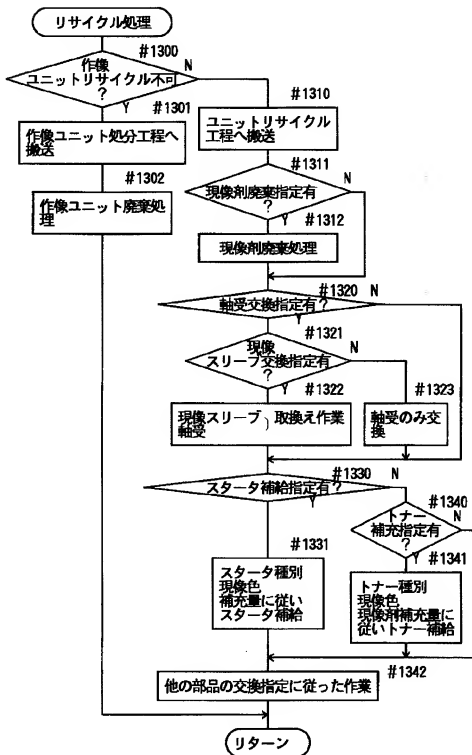 リサイクル処理
#1300
作像
ユニットリサイクル不可
?
N
Y
#1301
作像ユニット処分工程へ
搬送
#1302
作像ユニット廃棄処
理
#1310
ユニットリサイクル
工程へ搬送
#1311
現像剤廃棄指定有
?
N
Y
#1312
現像剤廃棄処理
#1320
軸受交換指定有?
N
Y
#1321
現像
スリーブ交換指定有
?
N
Y
#1322
現像スリーブ)取換え作業
軸受
#1323
軸受のみ交
換
#1330
スタータ補給指定有?
N
Y
#1331
スタータ種別
現像色
補充量に従い
スタータ補給
#1340
トナー
補充指定有
?
N
Y
#1341
トナー種別
現像色
現像剤補充量に
従いトナー補給
#1342
他の部品の交換指定に従った作業
リターン